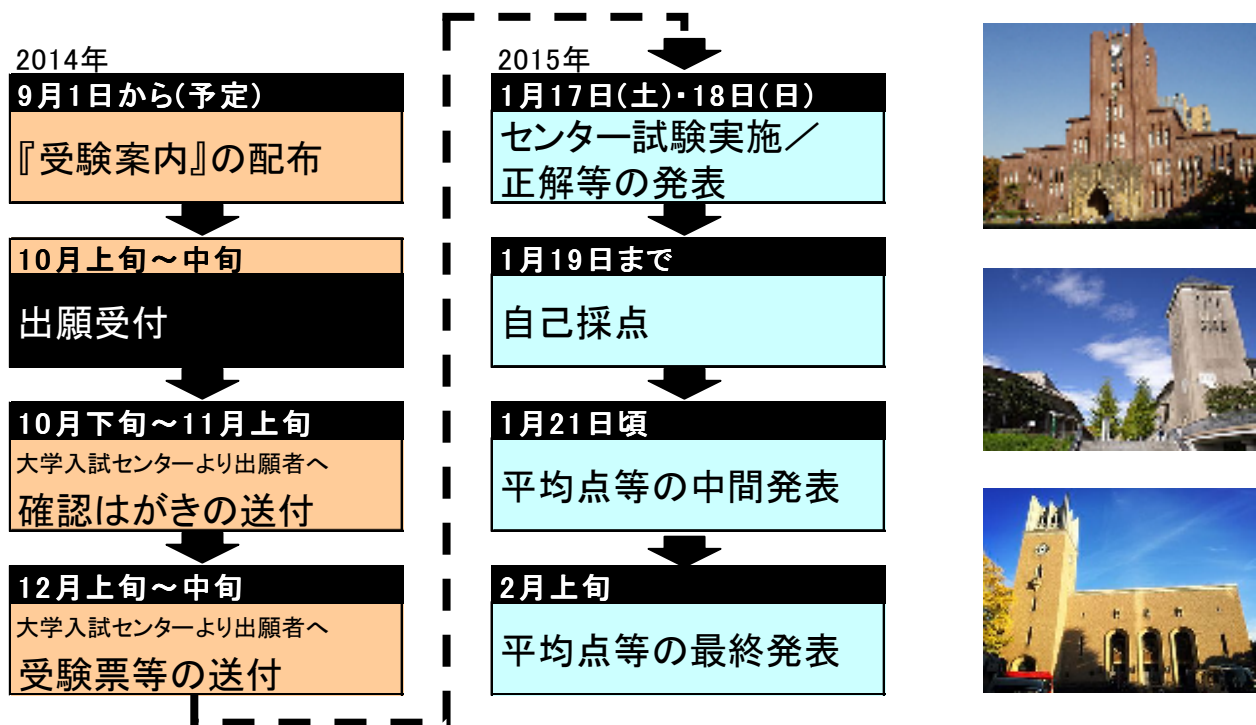 2014年
9月1日から(予定)
『受験案内』の配布
10月上旬～中旬
出願受付
10月下旬～11月上旬
大学入試センターより出願者へ
確認はがきの送付
12月上旬～中旬
大学入試センターより出願者へ
受験票等の送付
2015年
1月17日(土)・18日(日)
センター試験実施／
正解等の発表
1月19日まで
自己採点
1月21日頃
平均点等の中間発表
2月上旬
平均点等の最終発表